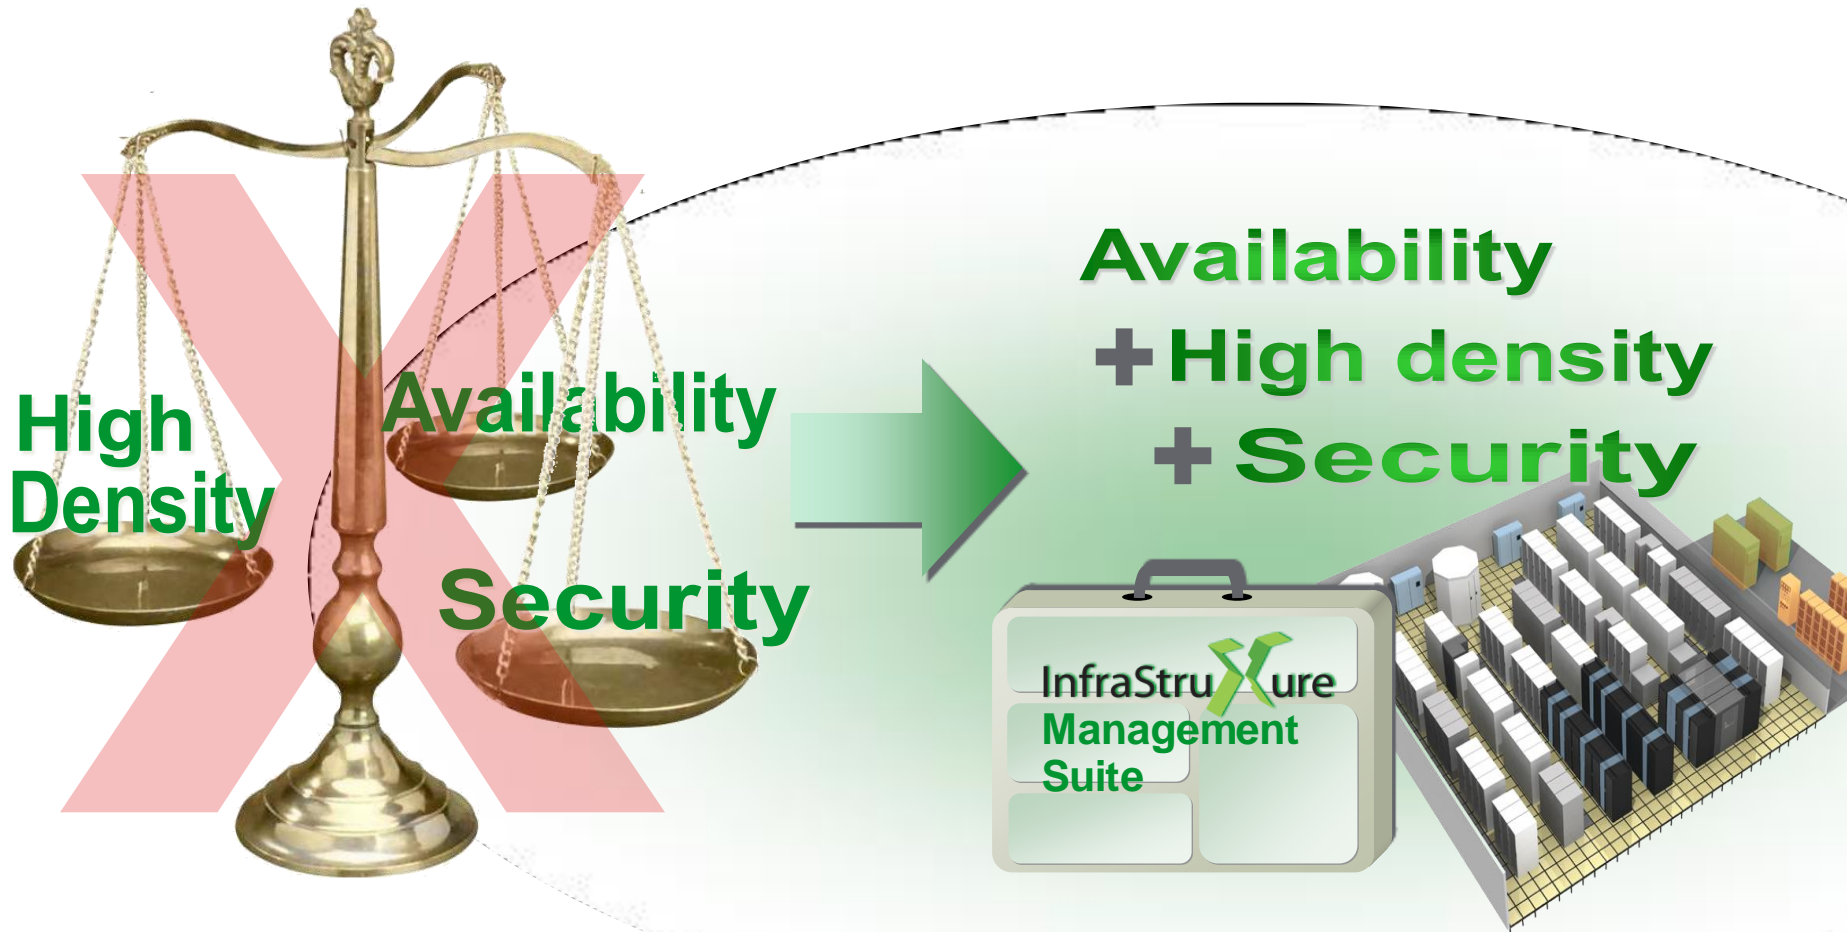 High
Density
Availability
Security
Availability
+ High density
+ Security
InfraStruXure
Management
Suite